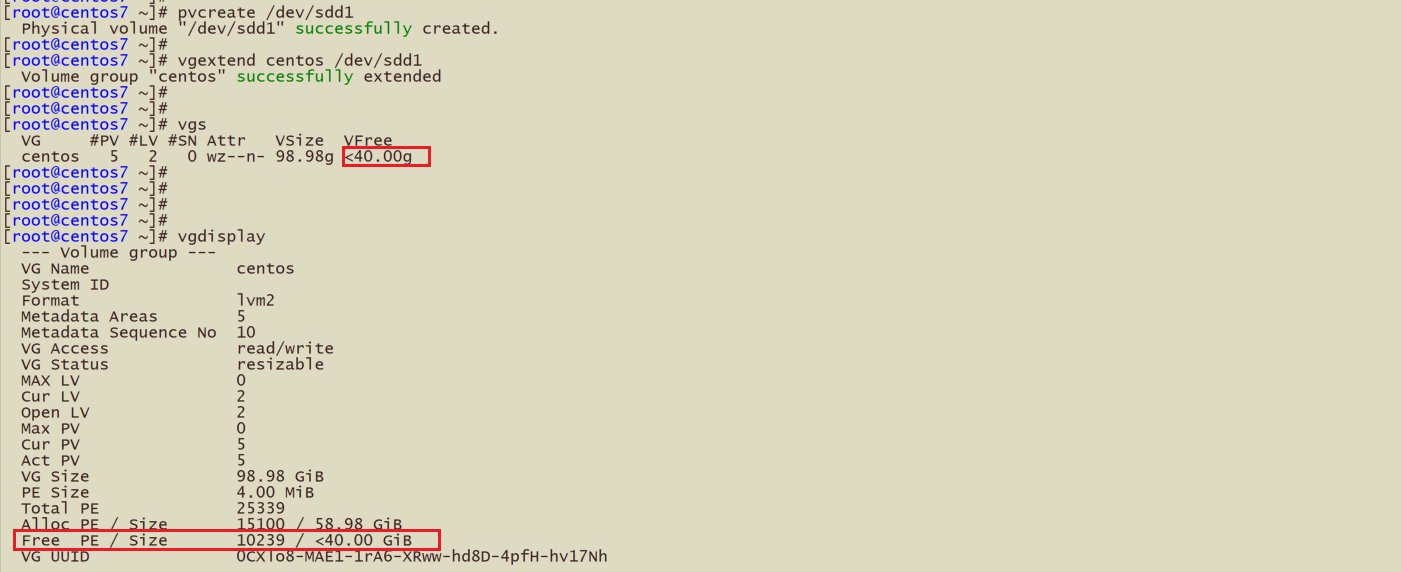 [root@centos7 ~]# pvcreate /dev/sdd1
  Physical volume "/dev/sdd1" successfully created.
[root@centos7 ~]#
[root@centos7 ~]# vgextend centos /dev/sdd1
  Volume group "centos" successfully extended
[root@centos7 ~]#
[root@centos7 ~]#
[root@centos7 ~]# vgs
  VG     #PV #LV #SN Attr   VSize  VFree
  centos   5   2   0 wz--n- 98.98g <40.00g
[root@centos7 ~]#
[root@centos7 ~]#
[root@centos7 ~]#
[root@centos7 ~]#
[root@centos7 ~]# vgdisplay
  --- Volume group ---
  VG Name               centos
  System ID
  Format                lvm2
  Metadata Areas        5
  Metadata Sequence No  10
  VG Access             read/write
  VG Status             resizable
  MAX LV                0
  Cur LV                2
  Open LV               2
  Max PV                0
  Cur PV                5
  Act PV                5
  VG Size               98.98 GiB
  PE Size               4.00 MiB
  Total PE              25339
  Alloc PE / Size       15100 / 58.98 GiB
  Free  PE / Size       10239 / <40.00 GiB
  VG UUID               OCXTo8-MAE1-1rA6-XRww-hd8D-4pfH-hv17Nh